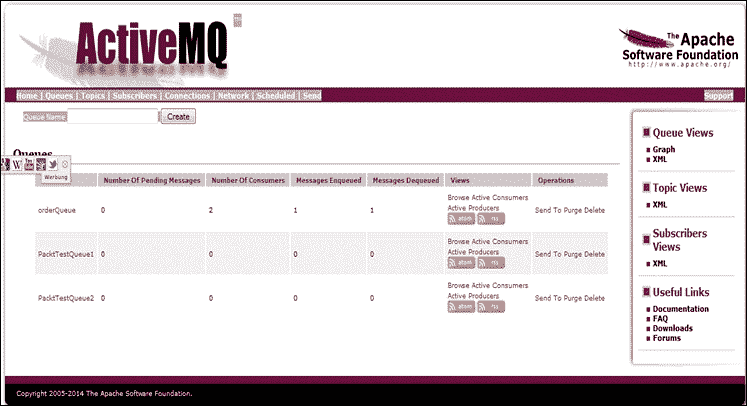 ActiveMQ
The Apache
Software Foundation
http://www.apache.org/
Home | Queues | Topics | Subscribers | Connections | Network | Scheduled | Send
Support
Queue Name
Create
Queues
Werbung
Number Of Pending Messages Number Of Consumers Messages Enqueued Messages Dequeued Views Operations
orderQueue 0 2 1 1 Browse Active Consumers Send To Purge Delete
Active Producers
atom rss
PacktTestQueue1 0 0 0 0 Browse Active Consumers Send To Purge Delete
Active Producers
atom rss
PacktTestQueue2 0 0 0 0 Browse Active Consumers Send To Purge Delete
Active Producers
atom rss
Queue Views
Graph
XML
Topic Views
XML
Subscribers
Views
XML
Useful Links
Documentation
FAQ
Downloads
Forums
Copyright 2005-2014 The Apache Software Foundation.